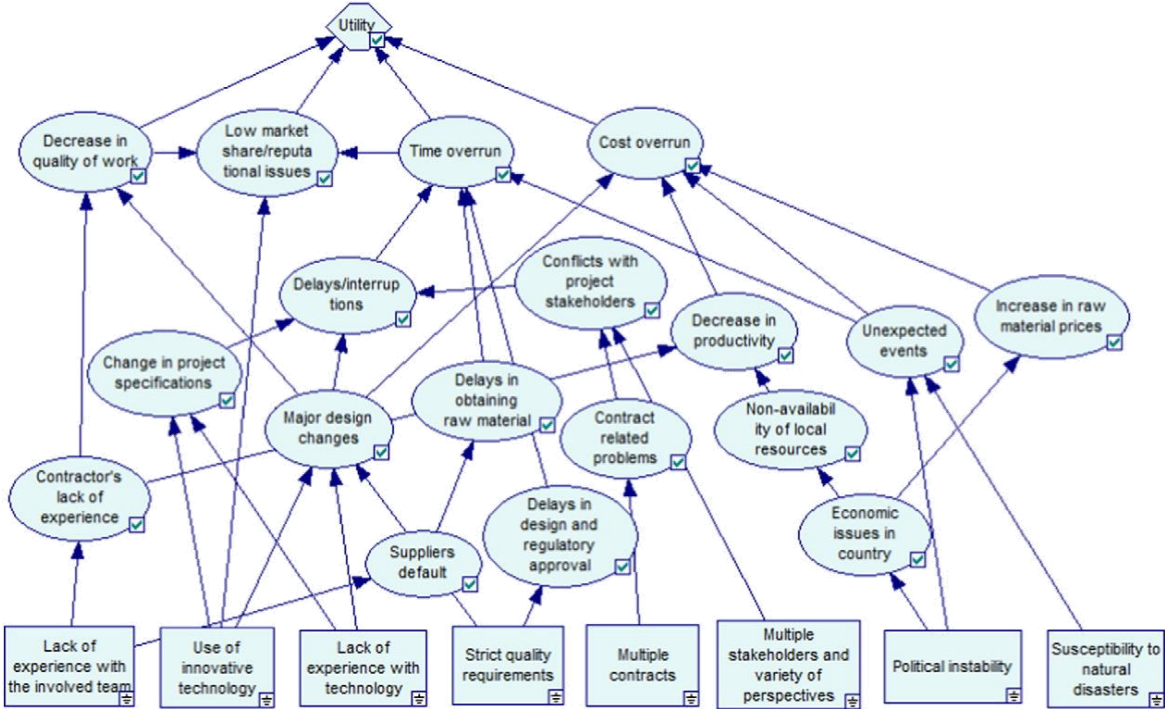 Utility
Decrease in
quality of work
Low market
share/reputa
tional issues
Time overrun
Cost overrun
Delays/interrup
tions
Conflicts with
project
stakeholders
Decrease in
productivity
Unexpected
events
Increase in raw
material prices
Change in project
specifications
Major design
changes
Delays in
obtaining
raw material
Contract
related
problems
Non-availabil
ity of local
resources
Contractor's
lack of
experience
Suppliers
default
Delays in
design and
regulatory
approval
Economic
issues in
country
Lack of
experience with
the involved team
Use of
innovative
technology
Lack of
experience with
technology
Strict quality
requirements
Multiple
contracts
Multiple
stakeholders and
variety of
perspectives
Political instability
Susceptibility to
natural
disasters